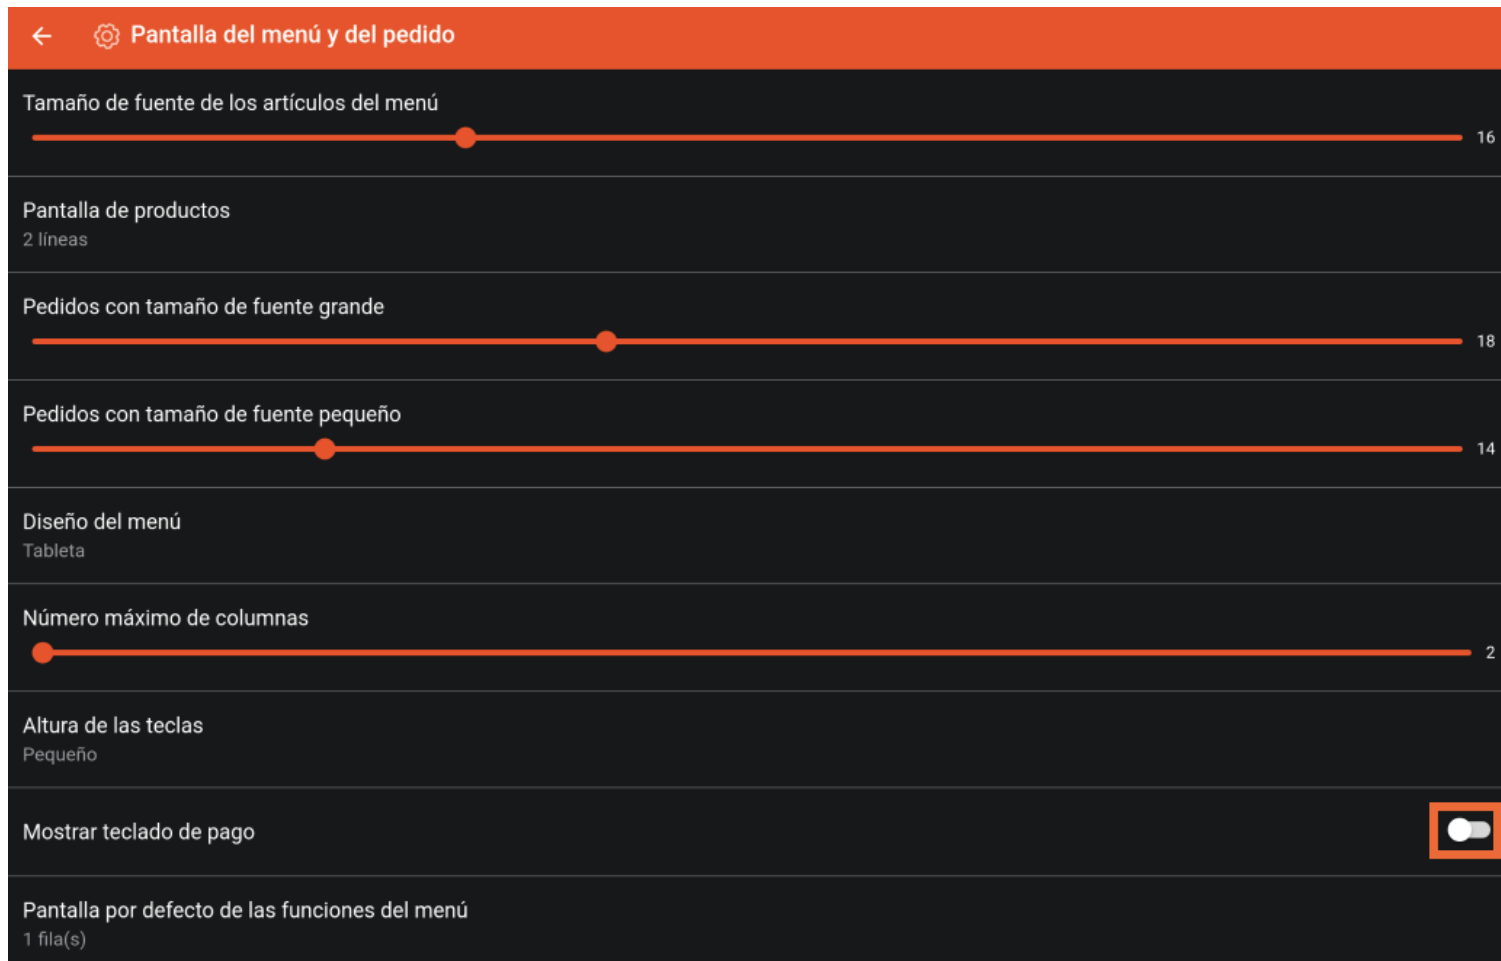 Pantalla del menú y del pedido
Tamaño de fuente de los artículos del menú
16
Pantalla de productos
2 líneas
Pedidos con tamaño de fuente grande
18
Pedidos con tamaño de fuente pequeño
14
Diseño del menú
Tableta
Número máximo de columnas
2
Altura de las teclas
Pequeño
Mostrar teclado de pago
Pantalla por defecto de las funciones del menú
1 fila(s)